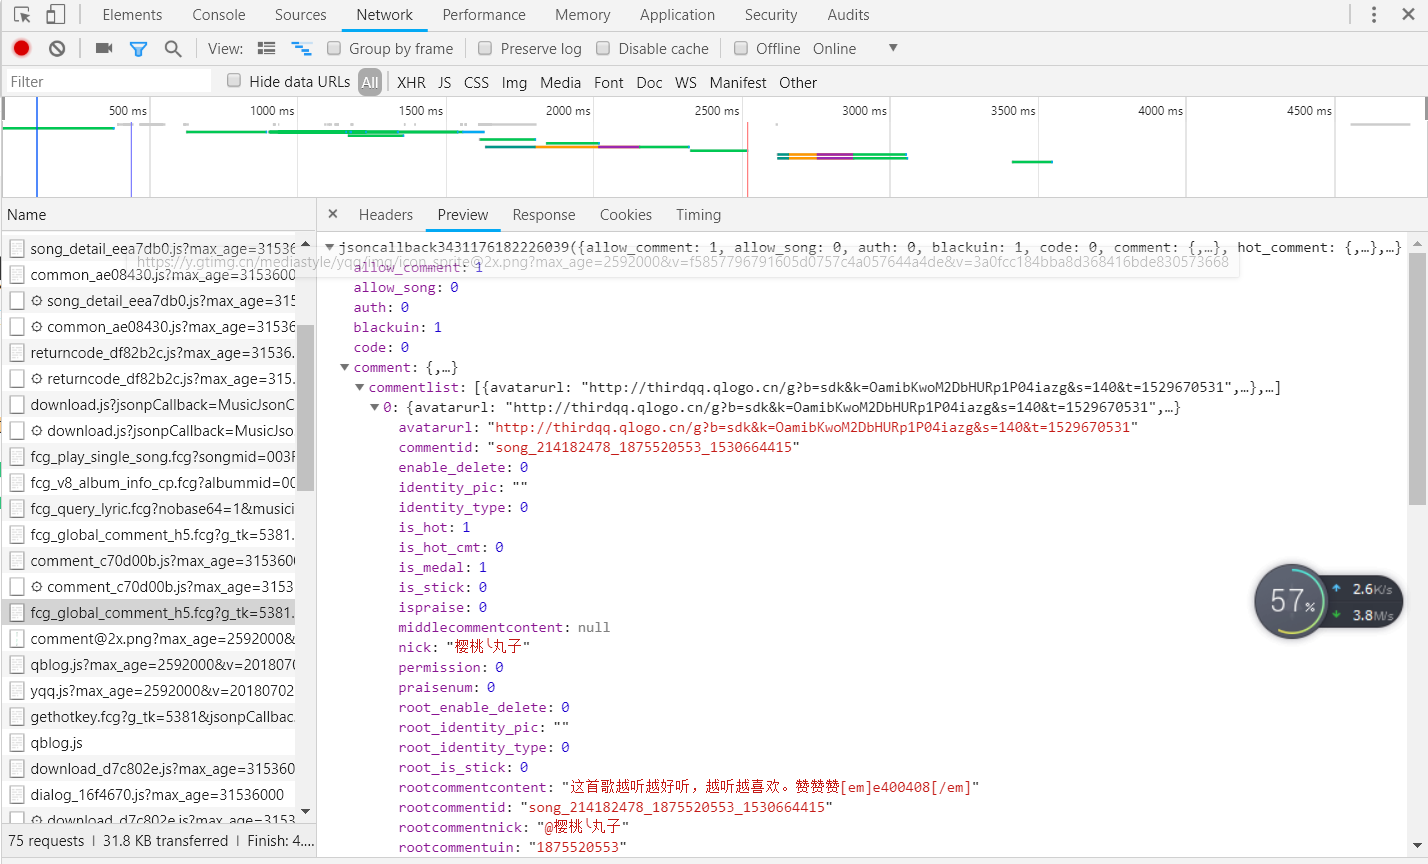 Elements Console Sources Network Performance Memory Application Security Audits
View: Group by frame Preserve log Disable cache Offline Online
Filter Hide data URLs All XHR JS CSS Img Media Font Doc WS Manifest Other
500 ms 1000 ms 1500 ms 2000 ms 2500 ms 3000 ms 3500 ms 4000 ms 4500 ms
Name
song_detail_eea7db0.js?max_age=31536
common_ae08430.js?max_age=31536000
song_detail_eea7db0.js?max_age=315
common_ae08430.js?max_age=31536
returncode_df82b2c.js?max_age=31536.
returncode_df82b2c.js?max_age=315.
download.js?jsonpCallback=MusicJsonC
download.js?jsonpCallback=MusicJso
fcg_play_single_song.fcg?songmid=003
fcg_v8_album_info_cp.fcg?albummid=00
fcg_query_lyric.fcg?nobase64=1&musici
fcg_global_comment_h5.fcg?g_tk=5381.
comment_c70d00b.js?max_age=3153600
comment_c70d00b.js?max_age=3153
fcg_global_comment_h5.fcg?g_tk=5381.
comment@2x.png?max_age=2592000&
qblog.js?max_age=2592000&v=2018070
yqq.js?max_age=2592000&v=20180702
gethotkey.fcg?g_tk=5381&jsonpCallbac
qblog.js
download_d7c802e.js?max_age=315360
dialog_16f4670.js?max_age=31536000
download_d7c802e.js?max_age=3153
75 requests | 31.8 KB transferred | Finish: 4....
× Headers Preview Response Cookies Timing
jsoncallback3431176182226039({allow_comment: 1, allow_song: 0, auth: 0, blackuin: 1, code: 0, comment: {,…}, hot_comment: {,…},…}
https://y.gtimg.cn/mediastyle/yqq/img/icon_sprite@2x.png?max_age=2592000&v=f5857796791605d0757c4a057644a4de&v=3a0fcc184bba8d368416bde830573668
allow_comment: 1
allow_song: 0
auth: 0
blackuin: 1
code: 0
comment: {,…}
commentlist: [{avatarurl: "http://thirdqq.qlogo.cn/g?b=sdk&k=OamibKwoM2DbHURp1P04iazg&s=140&t=1529670531",…},…]
0: {avatarurl: "http://thirdqq.qlogo.cn/g?b=sdk&k=OamibKwoM2DbHURp1P04iazg&s=140&t=1529670531",…}
avatarurl: "http://thirdqq.qlogo.cn/g?b=sdk&k=OamibKwoM2DbHURp1P04iazg&s=140&t=1529670531"
commentid: "song_214182478_1875520553_1530664415"
enable_delete: 0
identity_pic: ""
identity_type: 0
is_hot: 1
is_hot_cmt: 0
is_medal: 1
is_stick: 0
ispraise: 0
middlecommentcontent: null
nick: "樱桃╰丸子"
permission: 0
praisenum: 0
root_enable_delete: 0
root_identity_pic: ""
root_identity_type: 0
root_is_stick: 0
rootcommentcontent: "这首歌越听越好听，越听越喜欢。赞赞赞[em]e400408[/em]"
rootcommentid: "song_214182478_1875520553_1530664415"
rootcommentnick: "@樱桃╰丸子"
rootcommentuin: "1875520553"
57%
2.6K/s
3.8M/s